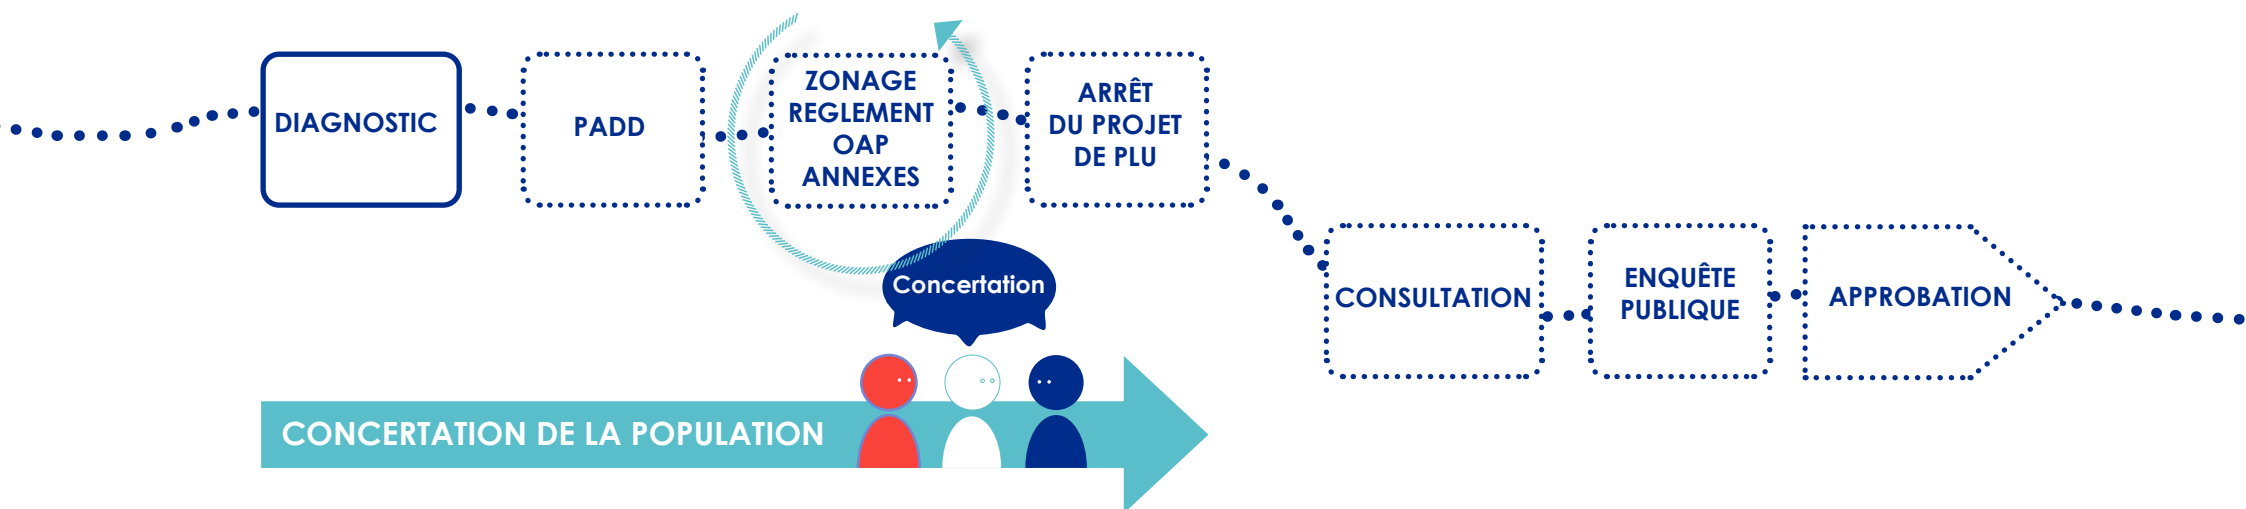 DIAGNOSTIC
PADD
ZONAGE
REGLEMENT
OAP
ANNEXES
ARRÊT
DU PROJET
DE PLU
CONSULTATION
ENQUÊTE
PUBLIQUE
APPROBATION
Concertation
CONCERTATION DE LA POPULATION